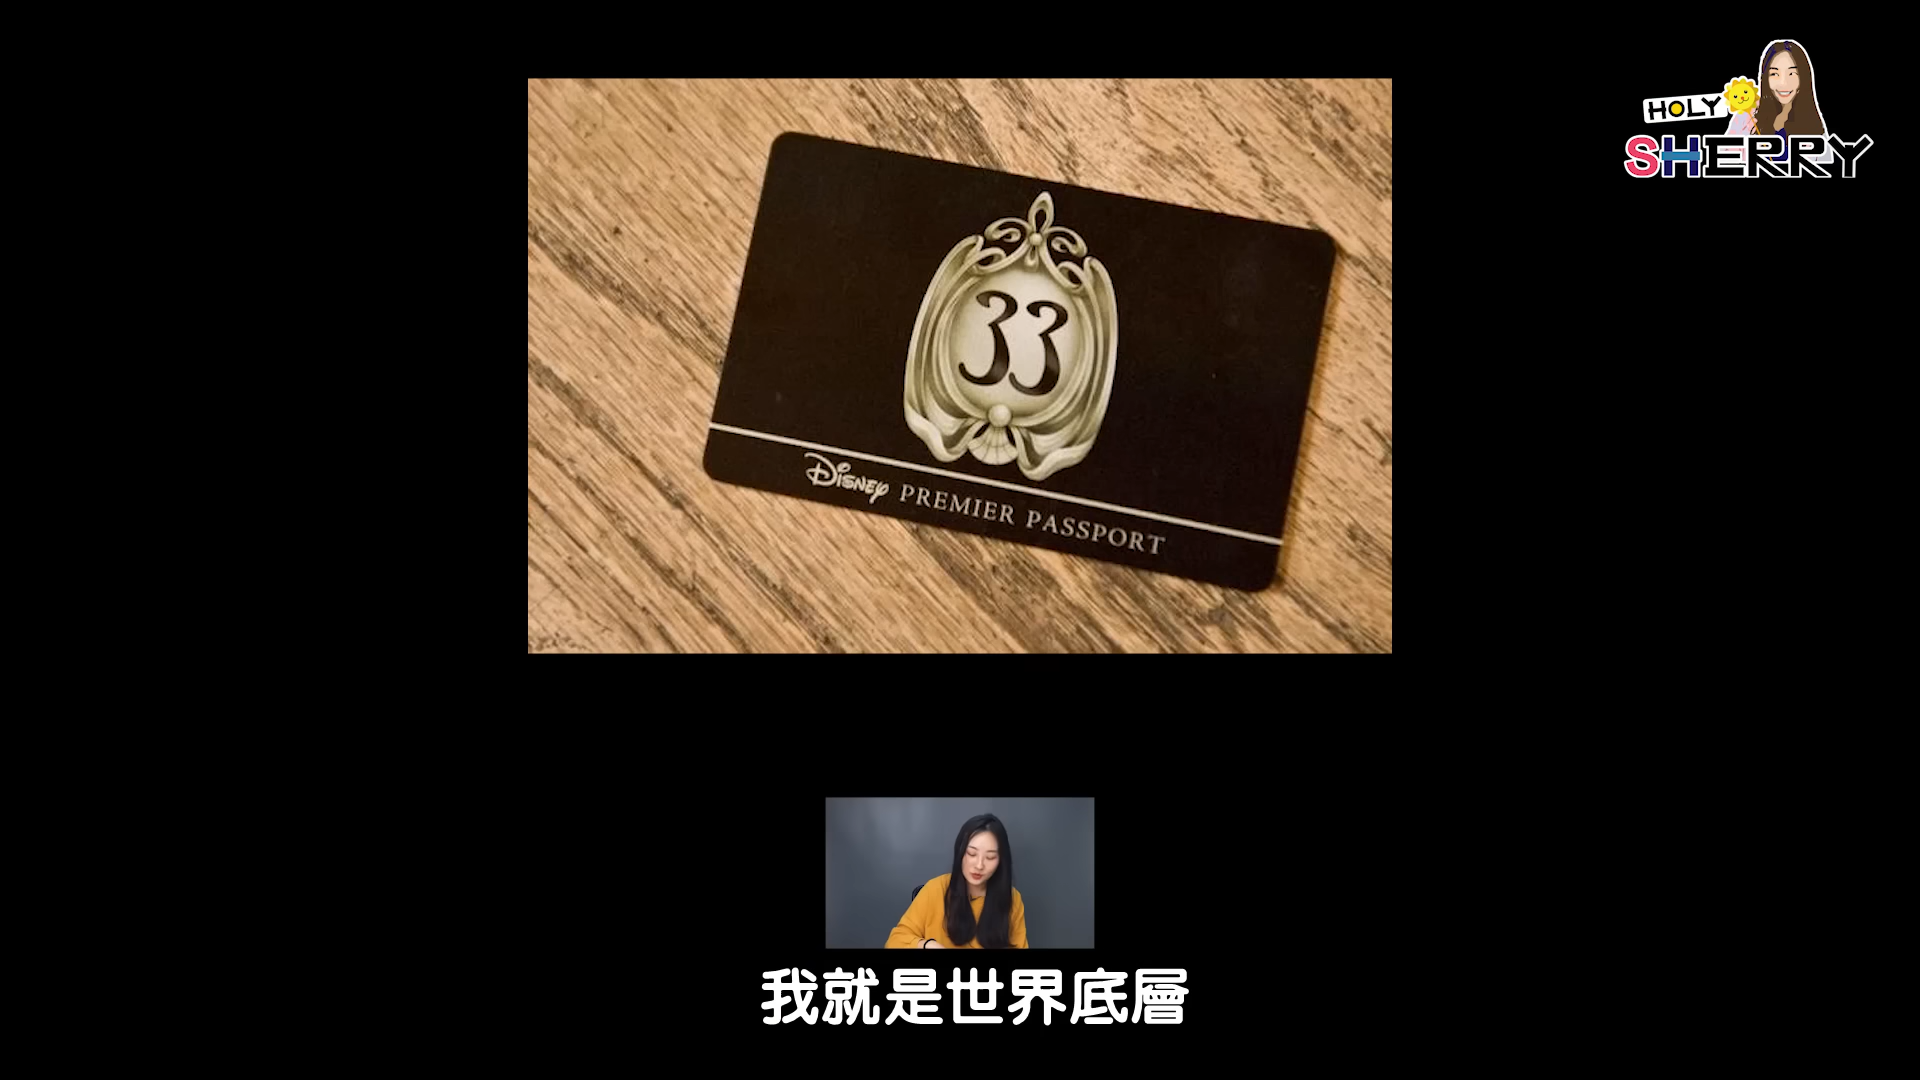 HOLY
SHERRY
33
Disney PREMIER PASSPORT
我就是世界底層